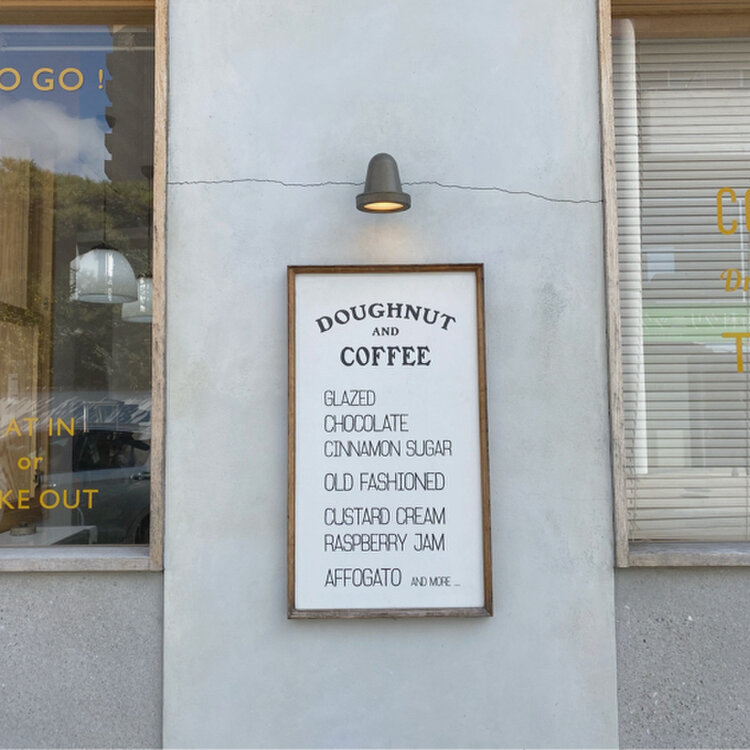 O GO !
AT IN
or
KE OUT
DOUGHNUT
AND
COFFEE
GLAZED
CHOCOLATE
CINNAMON SUGAR
OLD FASHIONED
CUSTARD CREAM
RASPBERRY JAM
AFFOGATO AND MORE ...